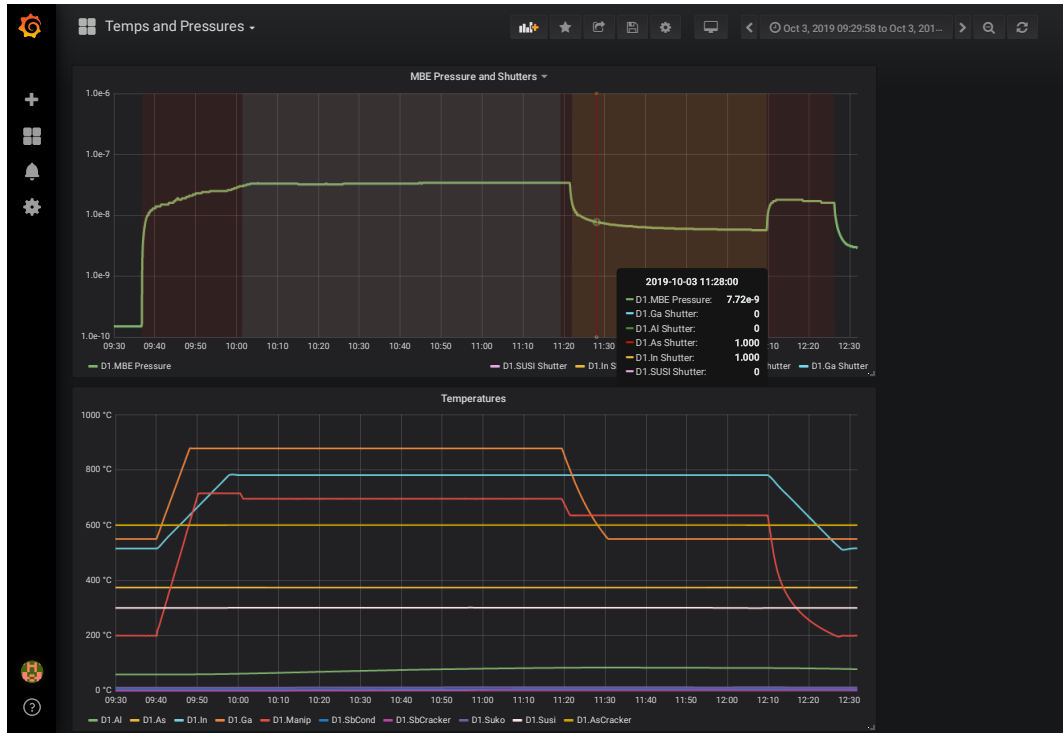 Temps and Pressures
Oct 3, 2019 09:29:58 to Oct 3, 201...
MBE Pressure and Shutters
1.0e-6
1.0e-7
1.0e-8
1.0e-9
1.0e-10
09:30 09:40 09:50 10:00 10:10 10:20 10:30 10:40 10:50 11:00 11:10 11:20 11:30 :10 12:20 12:30
2019-10-03 11:28:00
D1.MBE Pressure: 7.72e-9
D1.Ga Shutter: 0
D1.Al Shutter: 0
D1.As Shutter: 1.000
D1.In Shutter: 1.000
D1.SUSI Shutter: 0
D1.MBE Pressure D1.SUSI Shutter D1.In S hutter D1.Ga Shutter
Temperatures
1000 °C
800 °C
600 °C
400 °C
200 °C
0 °C
09:30 09:40 09:50 10:00 10:10 10:20 10:30 10:40 10:50 11:00 11:10 11:20 11:30 11:40 11:50 12:00 12:10 12:20 12:30
D1.Al D1.As D1.In D1.Ga D1.Manip D1.SbCond D1.SbCracker D1.Suko D1.Susi D1.AsCracker